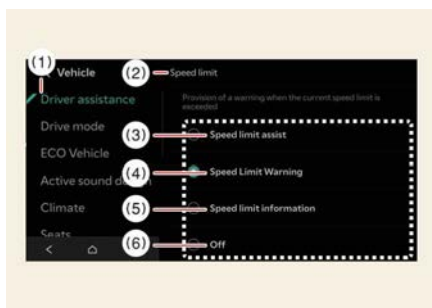 (1)
Vehicle
(2) Speed limit
Driver assistance
Provision of a warning when the current speed limit is
exceeded
Drive mode
(3) Speed limit assist
ECO Vehicle
(4) Speed Limit Warning
Active sound
Climate
(5) Speed limit information
Seats
(6) Off